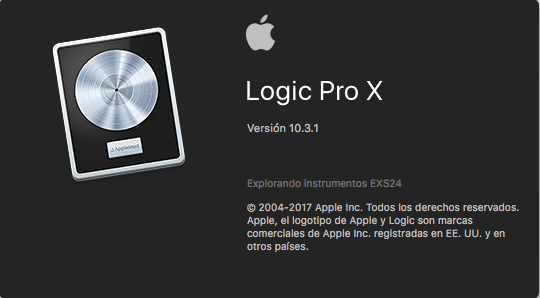 Logic Pro X
Versión 10.3.1
J.Appleseed
Explorando instrumentos EXS24
© 2004-2017 Apple Inc. Todos los derechos reservados.
Apple, el logotipo de Apple y Logic son marcas
comerciales de Apple Inc. registradas en EE. UU. y en
otros países.